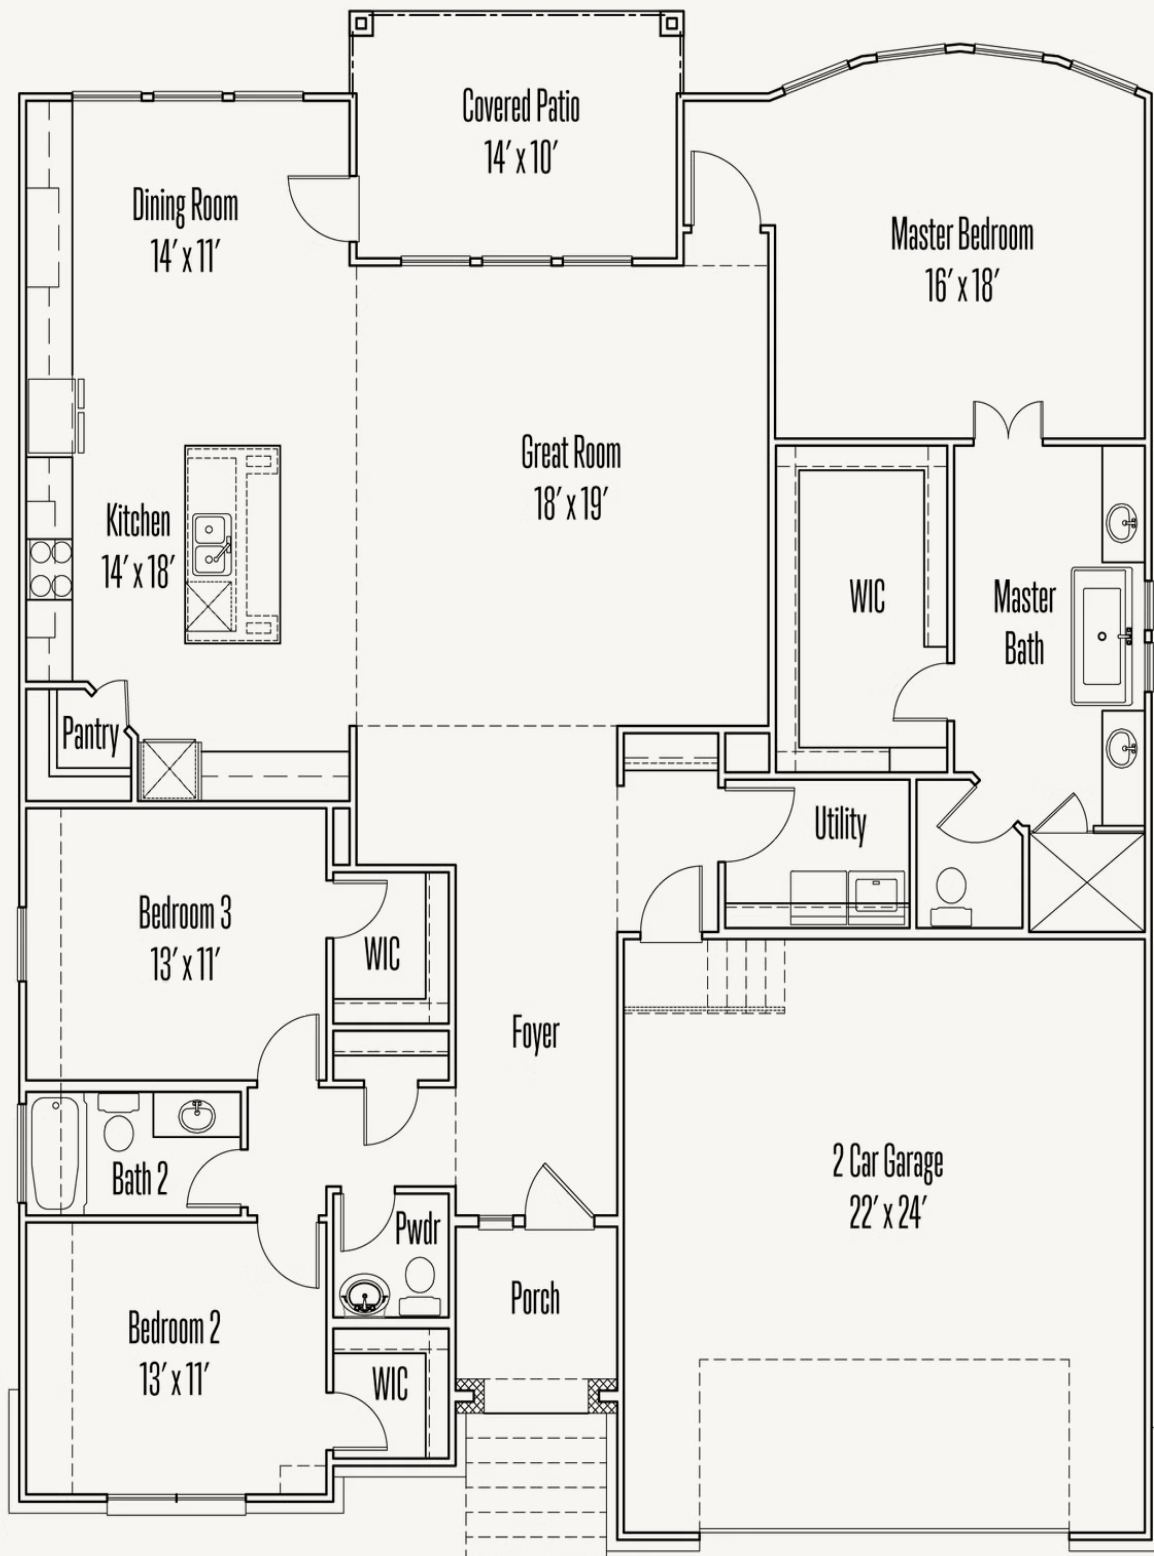 Covered Patio
14' x 10'
Dining Room
14' x 11'
Master Bedroom
16' x 18'
Great Room
18' x 19'
Kitchen
14' x 18'
WIC
Master
Bath
Pantry
Utility
Bedroom 3
13' x 11'
WIC
Foyer
Bath 2
2 Car Garage
22' x 24'
Pwdr
Porch
Bedroom 2
13' x 11'
WIC